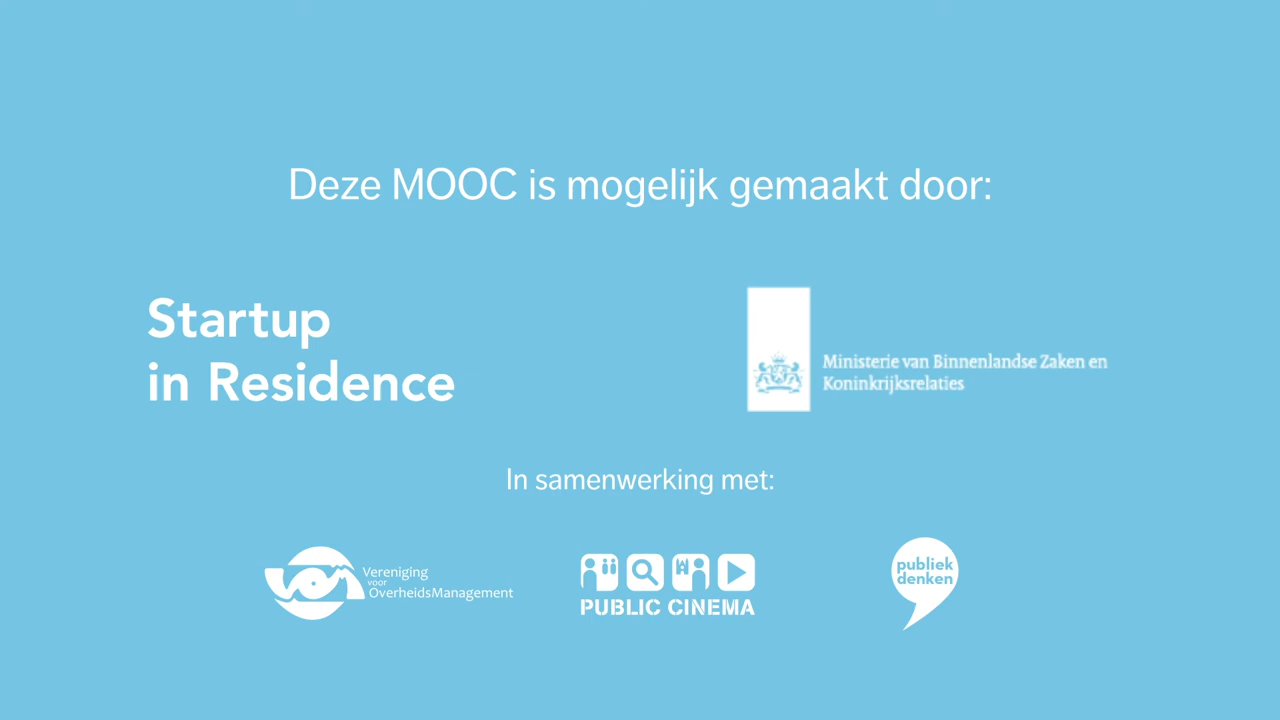 Deze MOOC is mogelijk gemaakt door:
Startup
in Residence
Ministerie van Binnenlandse Zaken en
Koninkrijksrelaties
In samenwerking met:
VOM
Vereniging
voor
OverheidsManagement
PUBLIC CINEMA
publiek
denken